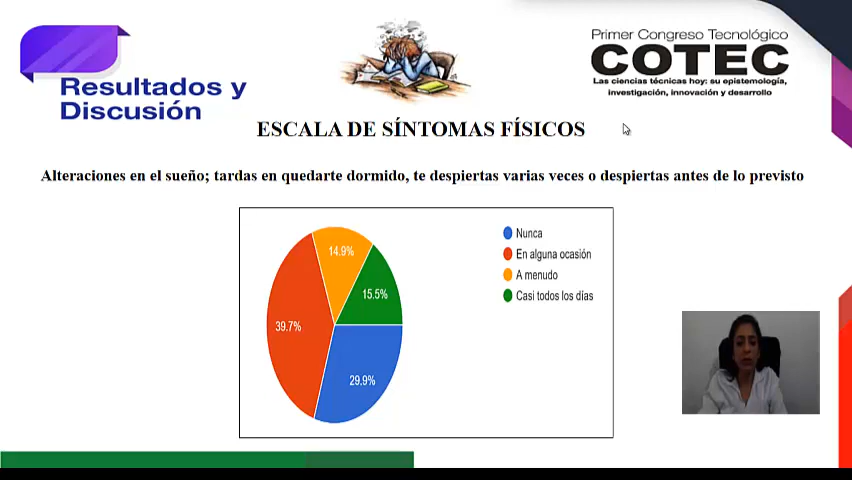 Resultados y
Discusión
Primer Congreso Tecnológico
COTEC
Las ciencias técnicas hoy: su epistemología,
investigación, innovación y desarrollo
ESCALA DE SÍNTOMAS FÍSICOS
Alteraciones en el sueño; tardas en quedarte dormido, te despiertas varias veces o despiertas antes de lo previsto
14.9%
15.5%
39.7%
29.9%
Nunca
En alguna ocasión
A menudo
Casi todos los días